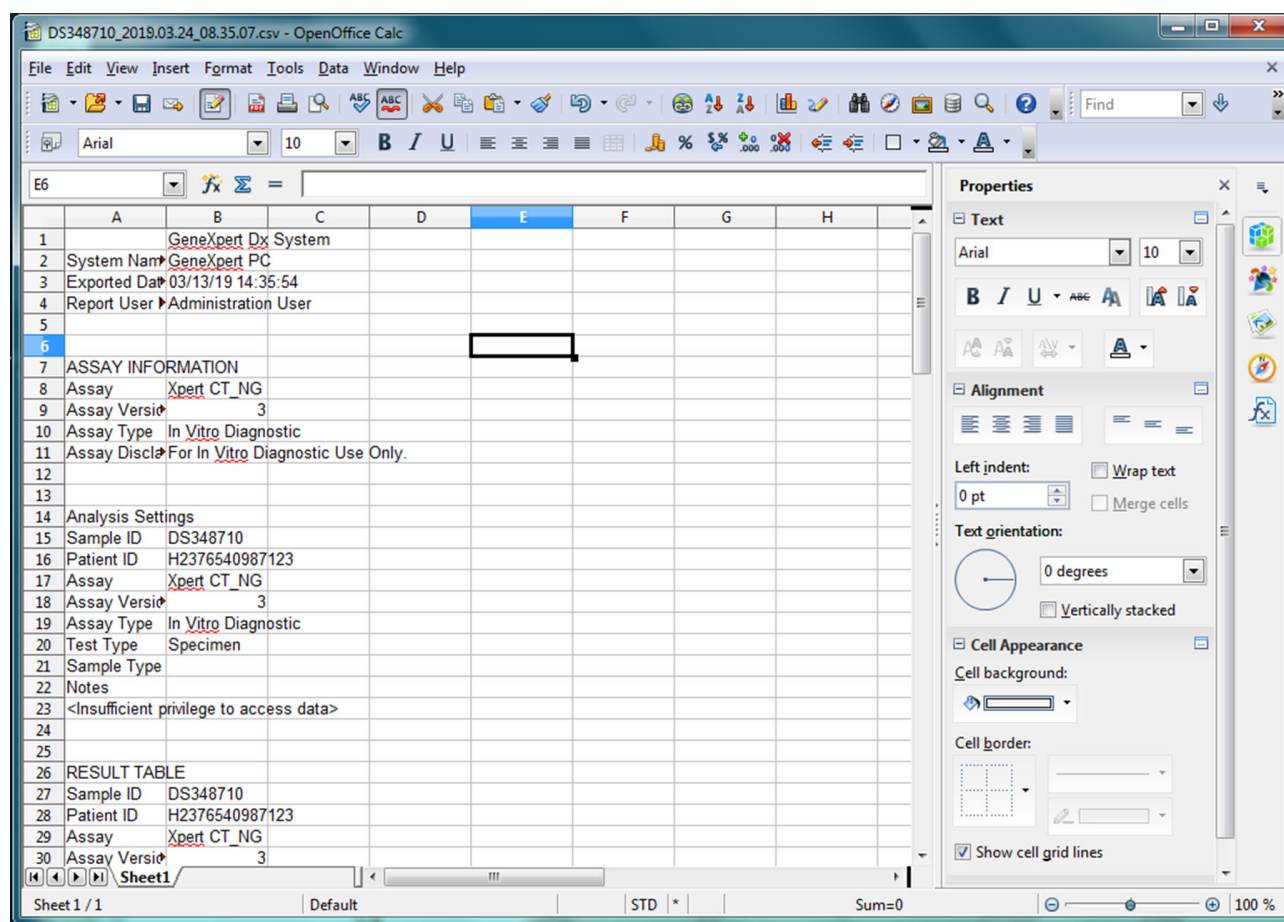 DS348710_2019.03.24_08.35.07.csv - OpenOffice Calc
File Edit View Insert Format Tools Data Window Help
Find
Arial 10
E6
A B C D E F G H
1 GeneXpert Dx System
2 System Nam GeneXpert PC
3 Exported Dat 03/13/19 14:35:54
4 Report User Administration User
5
6
7 ASSAY INFORMATION
8 Assay Xpert CT_NG
9 Assay Versio 3
10 Assay Type In Vitro Diagnostic
11 Assay Discla For In Vitro Diagnostic Use Only.
12
13
14 Analysis Settings
15 Sample ID DS348710
16 Patient ID H2376540987123
17 Assay Xpert CT_NG
18 Assay Versio 3
19 Assay Type In Vitro Diagnostic
20 Test Type Specimen
21 Sample Type
22 Notes
23 <Insufficient privilege to access data>
24
25
26 RESULT TABLE
27 Sample ID DS348710
28 Patient ID H2376540987123
29 Assay Xpert CT_NG
30 Assay Versio 3
Sheet1
Sheet 1 / 1 Default STD * Sum=0 100 %
Properties
Text
Arial 10
B I U ABC
Alignment
Left indent:
Wrap text
0 pt
Merge cells
Text orientation:
0 degrees
Vertically stacked
Cell Appearance
Cell background:
Cell border:
Show cell grid lines